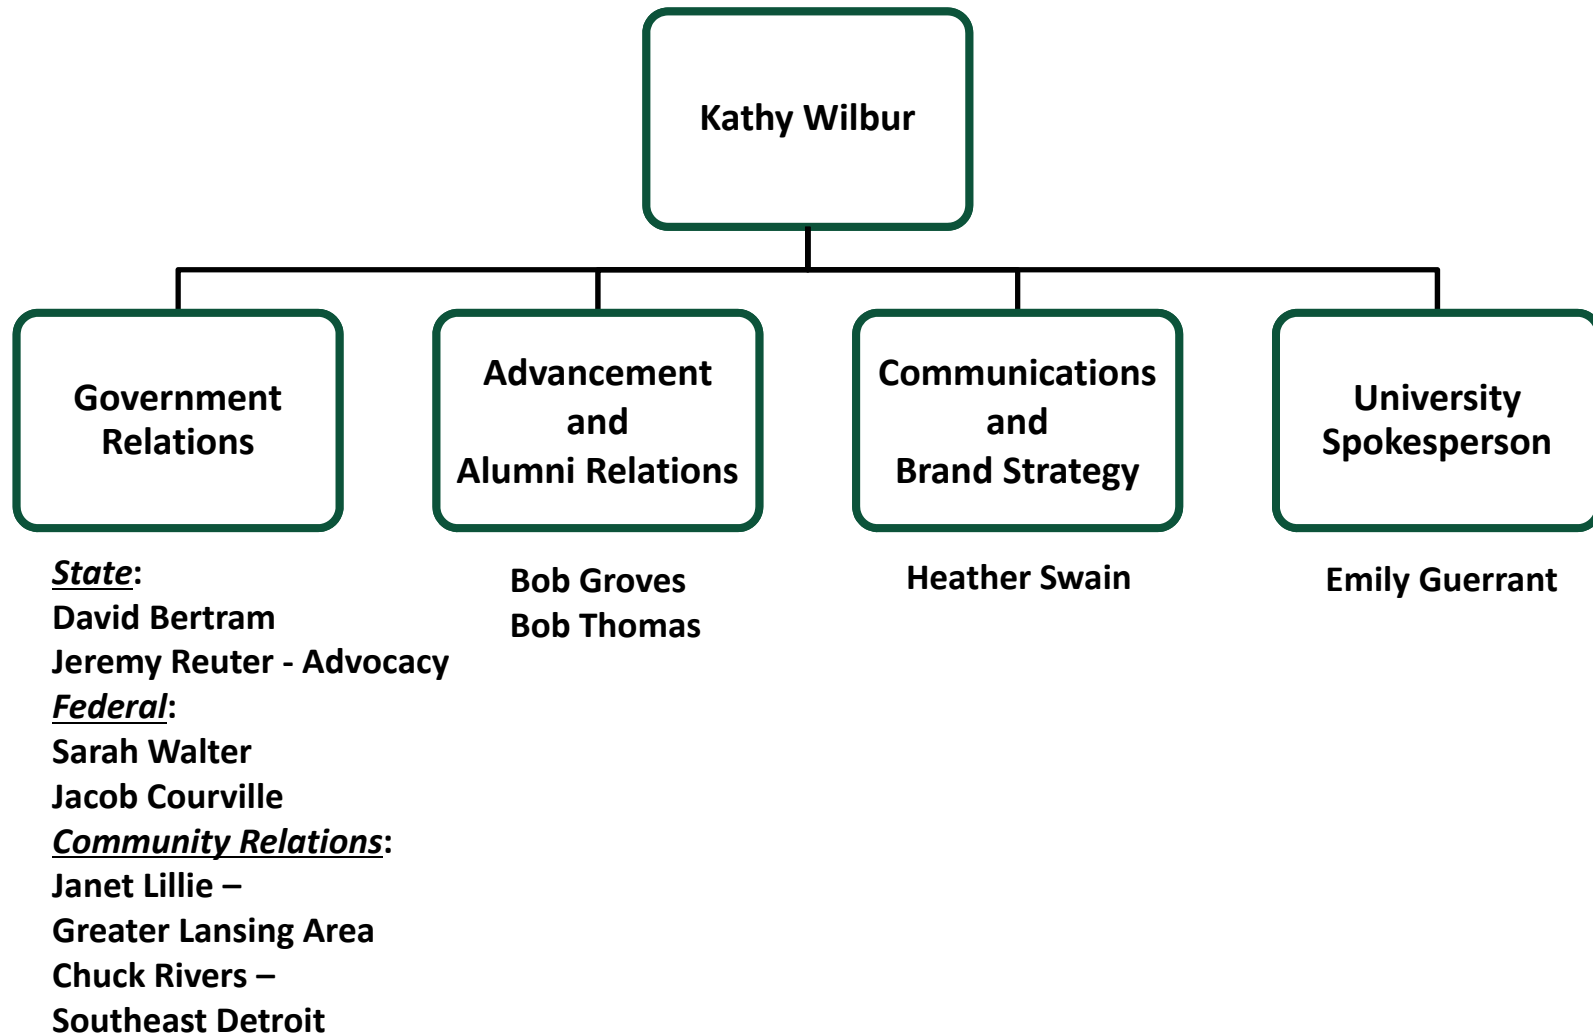 Kathy Wilbur
Government
Relations
Advancement
and
Alumni Relations
Communications
and
Brand Strategy
University
Spokesperson
State:
David Bertram
Jeremy Reuter - Advocacy
Federal:
Sarah Walter
Jacob Courville
Community Relations:
Janet Lillie –
Greater Lansing Area
Chuck Rivers –
Southeast Detroit
Bob Groves
Bob Thomas
Heather Swain
Emily Guerrant